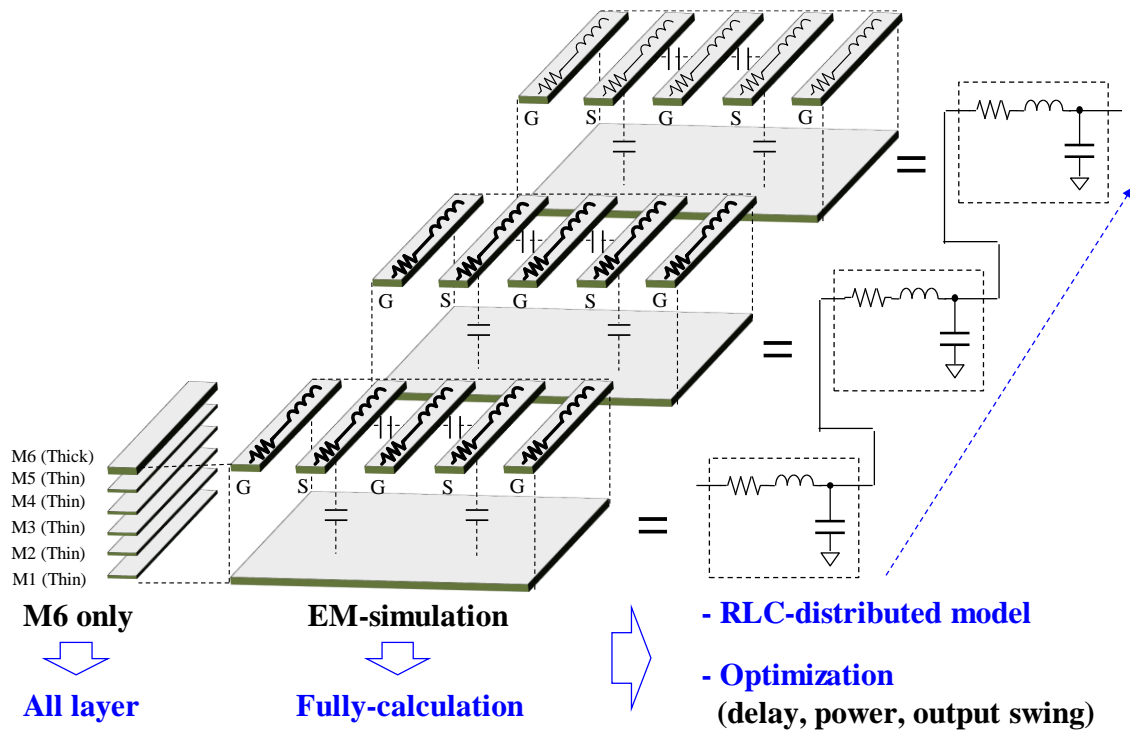 G S G S G
=
G S G S G
=
M6 (Thick)
M5 (Thin)
M4 (Thin)
M3 (Thin)
M2 (Thin)
M1 (Thin)
G S G S G
=
M6 only
EM-simulation
All layer
Fully-calculation
- RLC-distributed model
- Optimization
(delay, power, output swing)